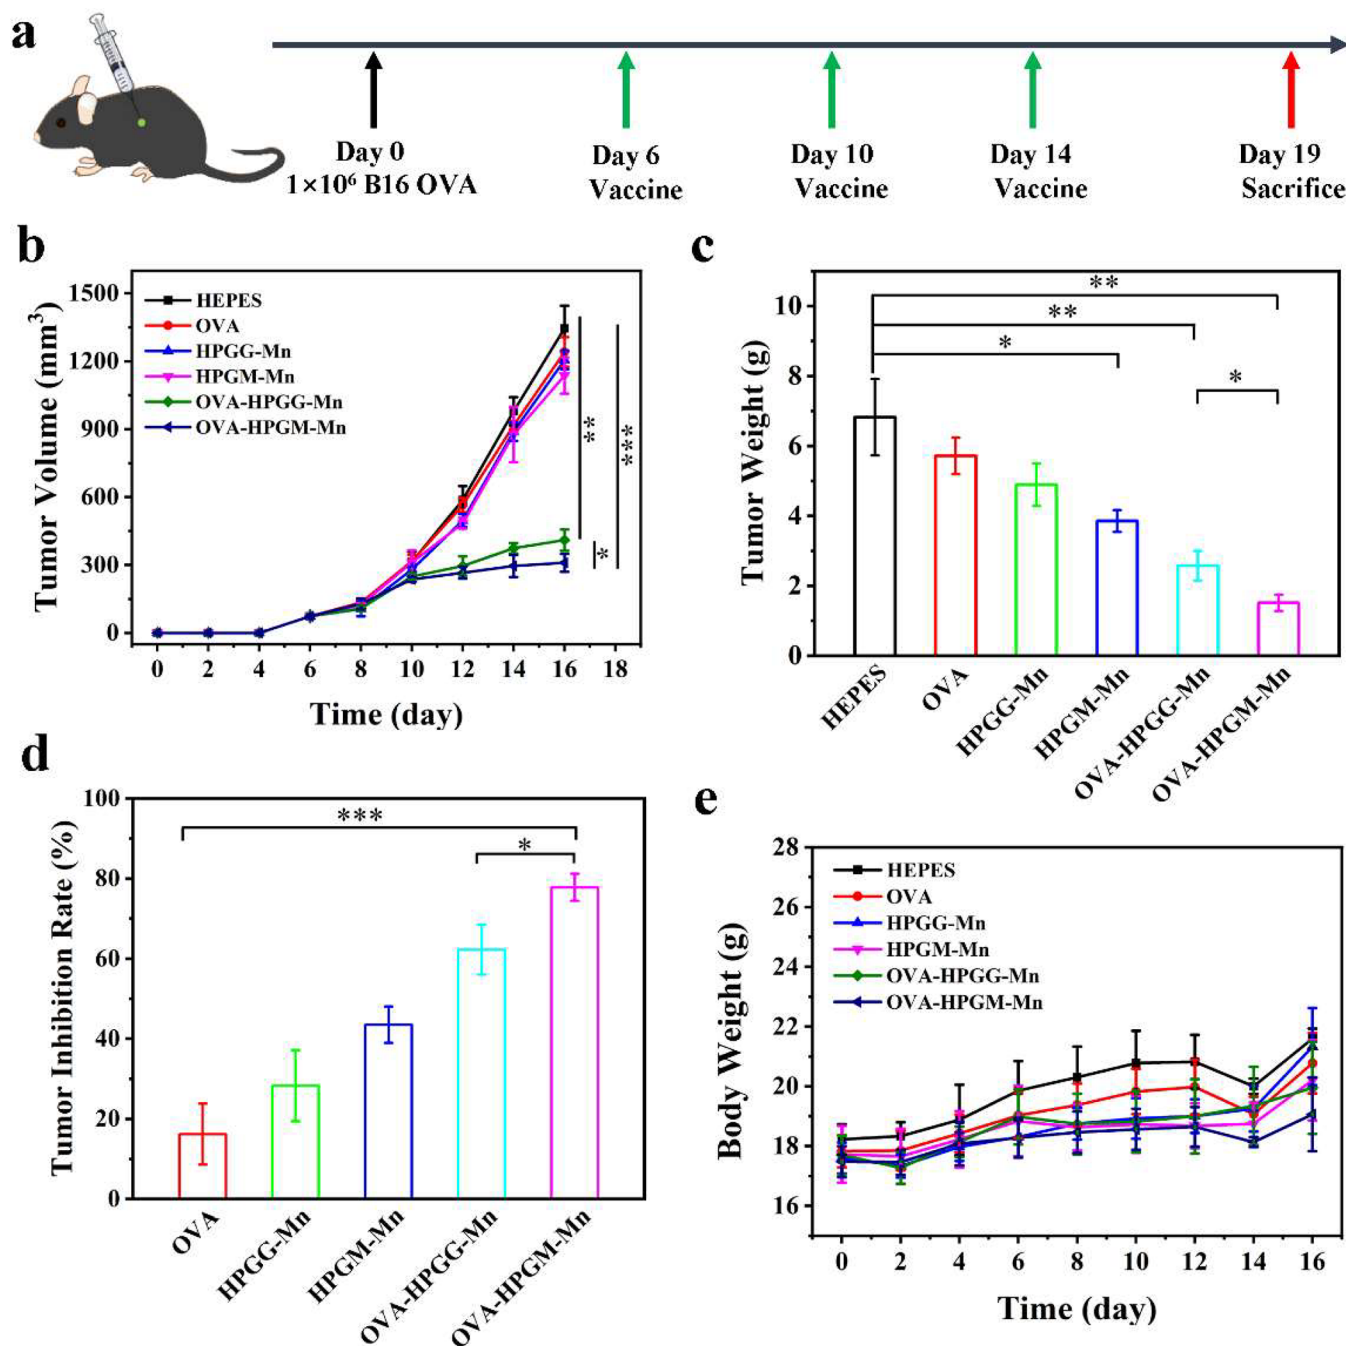 a
Day 0
1×10⁶ B16 OVA
Day 6
Vaccine
Day 10
Vaccine
Day 14
Vaccine
Day 19
Sacrifice
b
Tumor Volume (mm³)
1500
1200
900
600
300
0
HEPES
OVA
HPGG-Mn
HPGM-Mn
OVA-HPGG-Mn
OVA-HPGM-Mn
**
***
*
0 2 4 6 8 10 12 14 16 18
Time (day)
c
Tumor Weight (g)
10
8
6
4
2
0
**
**
*
*
HEPES
OVA
HPGG-Mn
HPGM-Mn
OVA-HPGG-Mn
OVA-HPGM-Mn
d
Tumor Inhibition Rate (%)
100
80
60
40
20
0
***
*
OVA
HPGG-Mn
HPGM-Mn
OVA-HPGG-Mn
OVA-HPGM-Mn
e
Body Weight (g)
28
26
24
22
20
18
16
HEPES
OVA
HPGG-Mn
HPGM-Mn
OVA-HPGG-Mn
OVA-HPGM-Mn
0 2 4 6 8 10 12 14 16
Time (day)